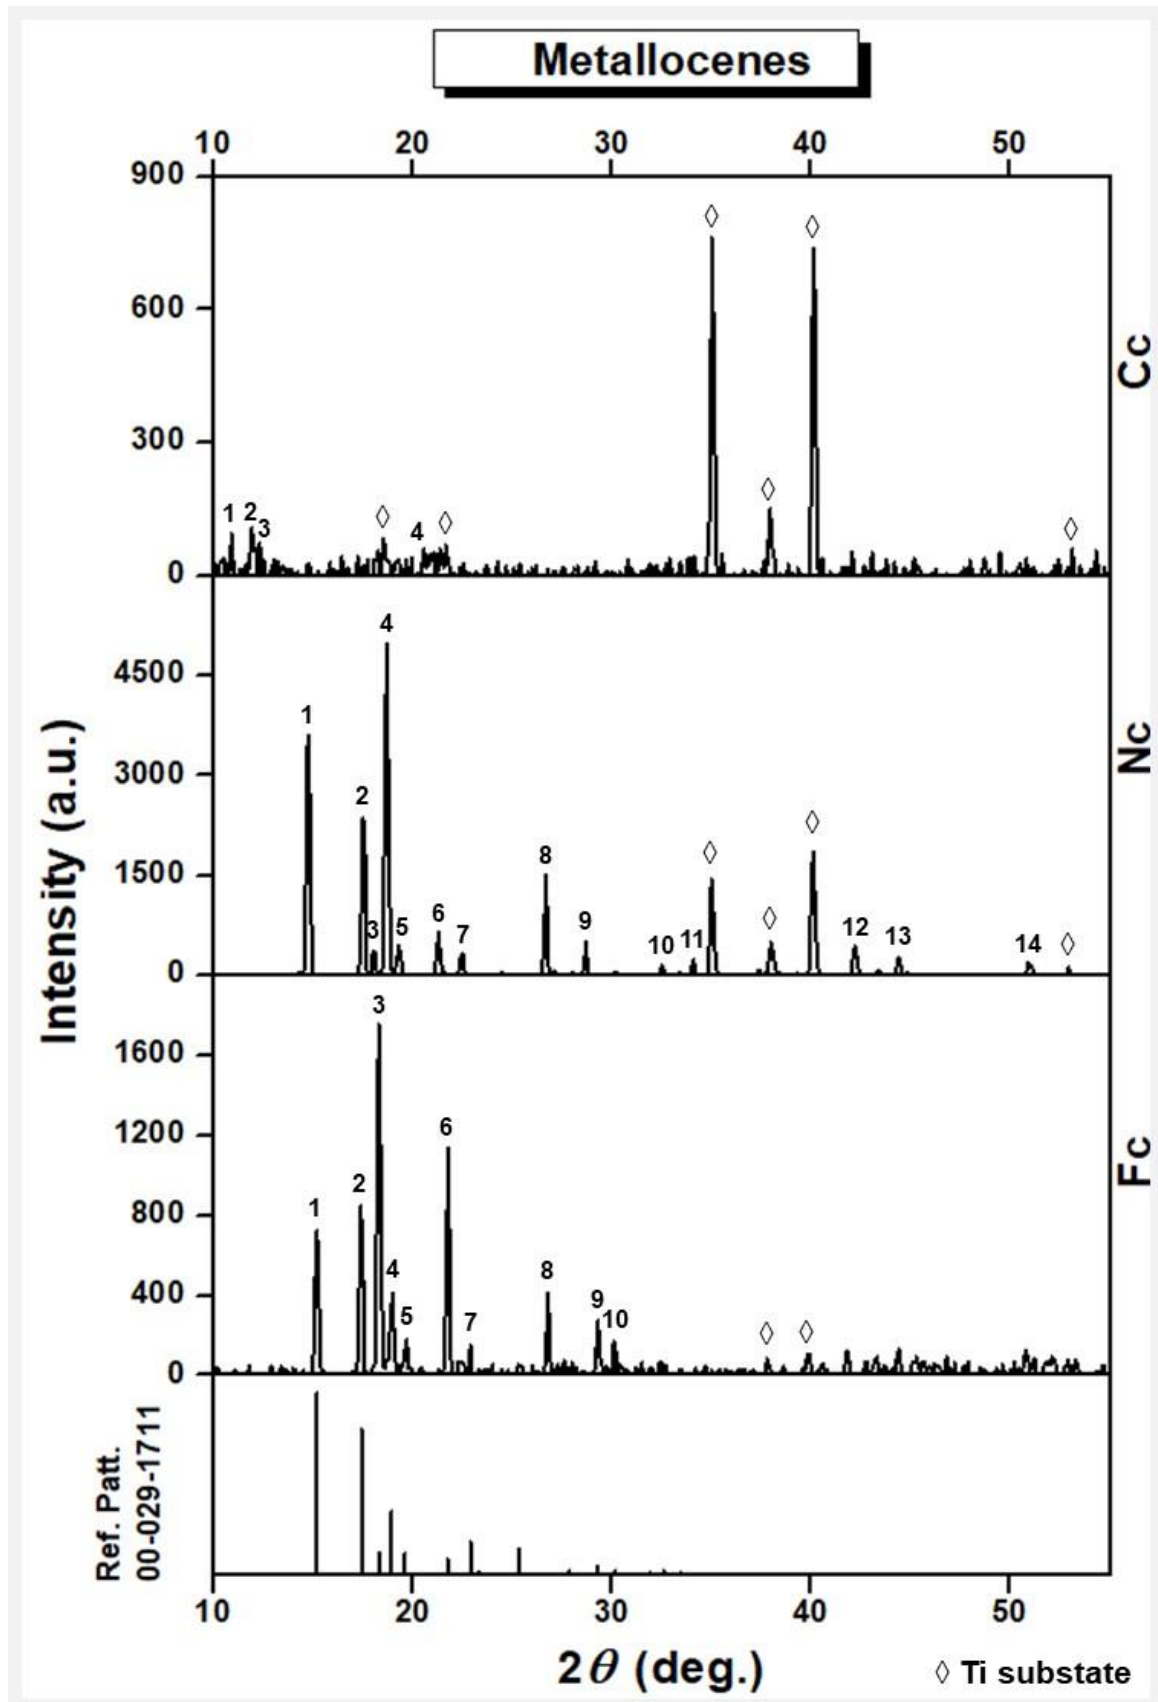 Metallocenes
10 20 30 40 50
900
600
300
0
1 2 3 ◊ 4 ◊ ◊ ◊ ◊ ◊
Cc
4500
3000
1500
0
1 2 3 4 5 6 7 8 9 10 11 ◊ ◊ ◊ 12 13 14 ◊
Nc
Intensity (a.u.)
1600
1200
800
400
0
1 2 3 4 5 6 7 8 9 10 ◊ ◊
Fc
Ref. Patt.
00-029-1711
10 20 30 40 50
2θ (deg.)
◊ Ti substate